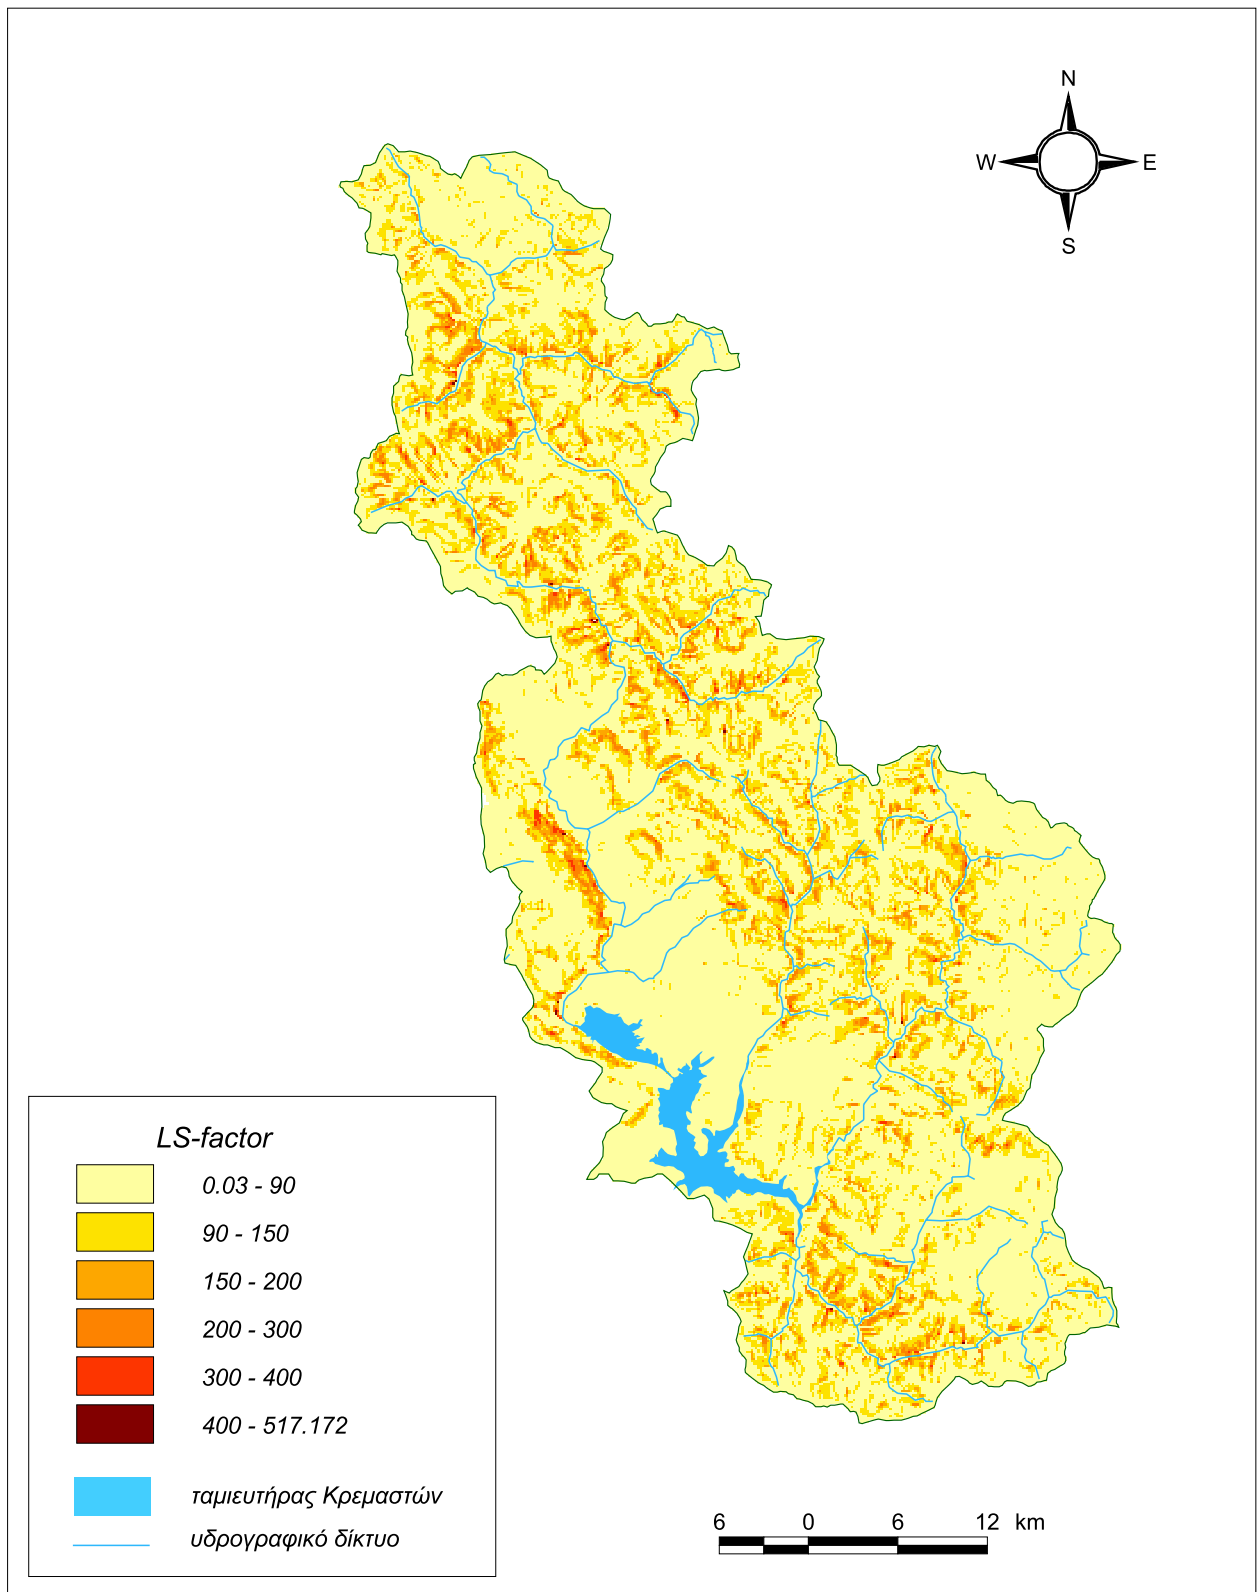 N
W E
S
LS-factor
0.03 - 90
90 - 150
150 - 200
200 - 300
300 - 400
400 - 517.172
ταμιευτήρας Κρεμαστών
υδρογραφικό δίκτυο
6 0 6 12 km